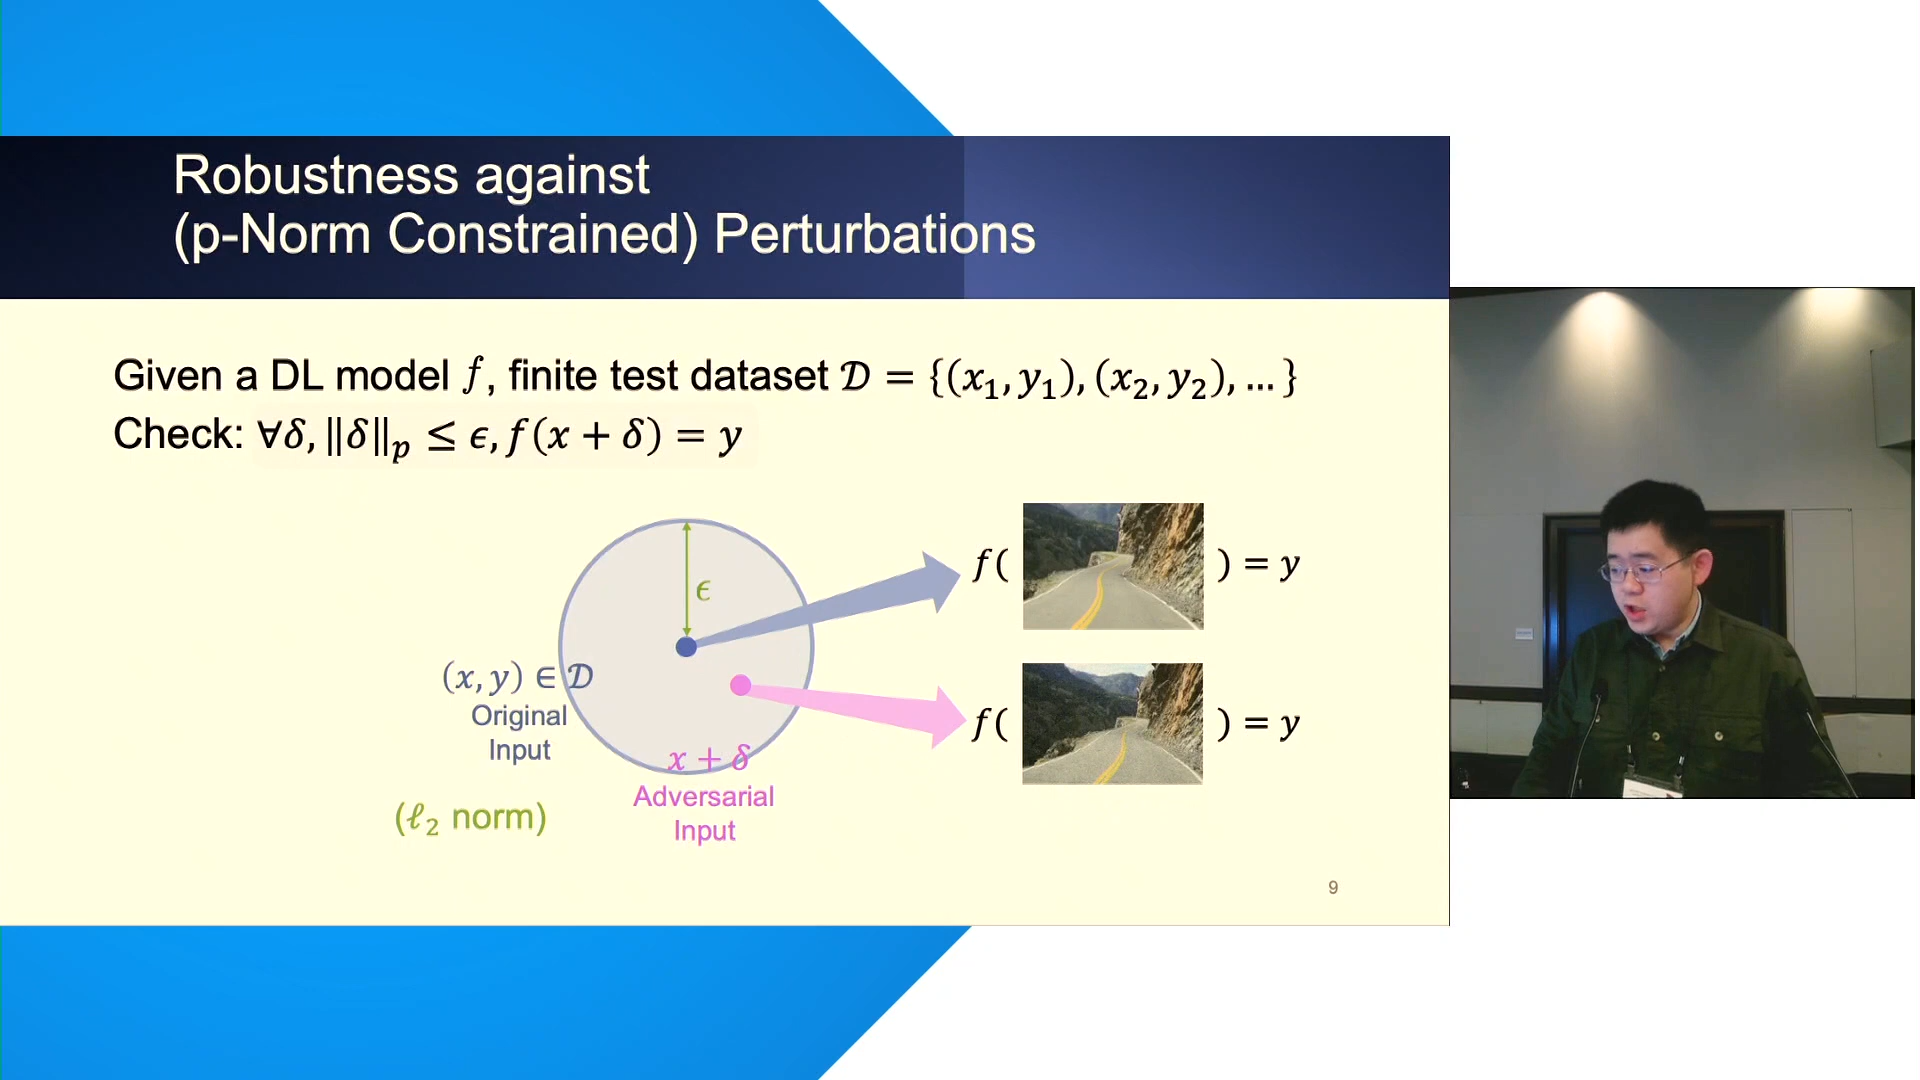 Robustness against
(p-Norm Constrained) Perturbations
Given a DL model f, finite test dataset 𝒟 = {(x₁, y₁), (x₂, y₂), … }
Check: ∀δ, ‖δ‖ₚ ≤ ϵ, f(x + δ) = y
ϵ
f( ) = y
(x, y) ∈ 𝒟
Original
Input
f( ) = y
x + δ
Adversarial
Input
(ℓ₂ norm)
9